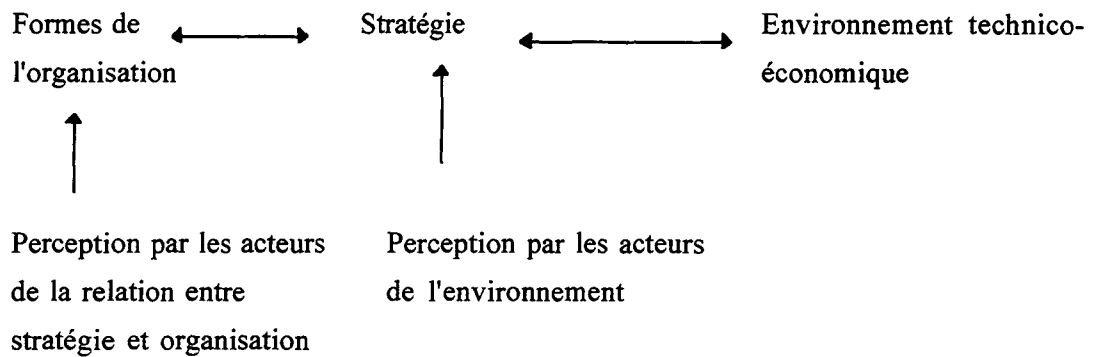 Formes de
l'organisation
Stratégie
Environnement technico-
économique
Perception par les acteurs
de la relation entre
stratégie et organisation
Perception par les acteurs
de l'environnement